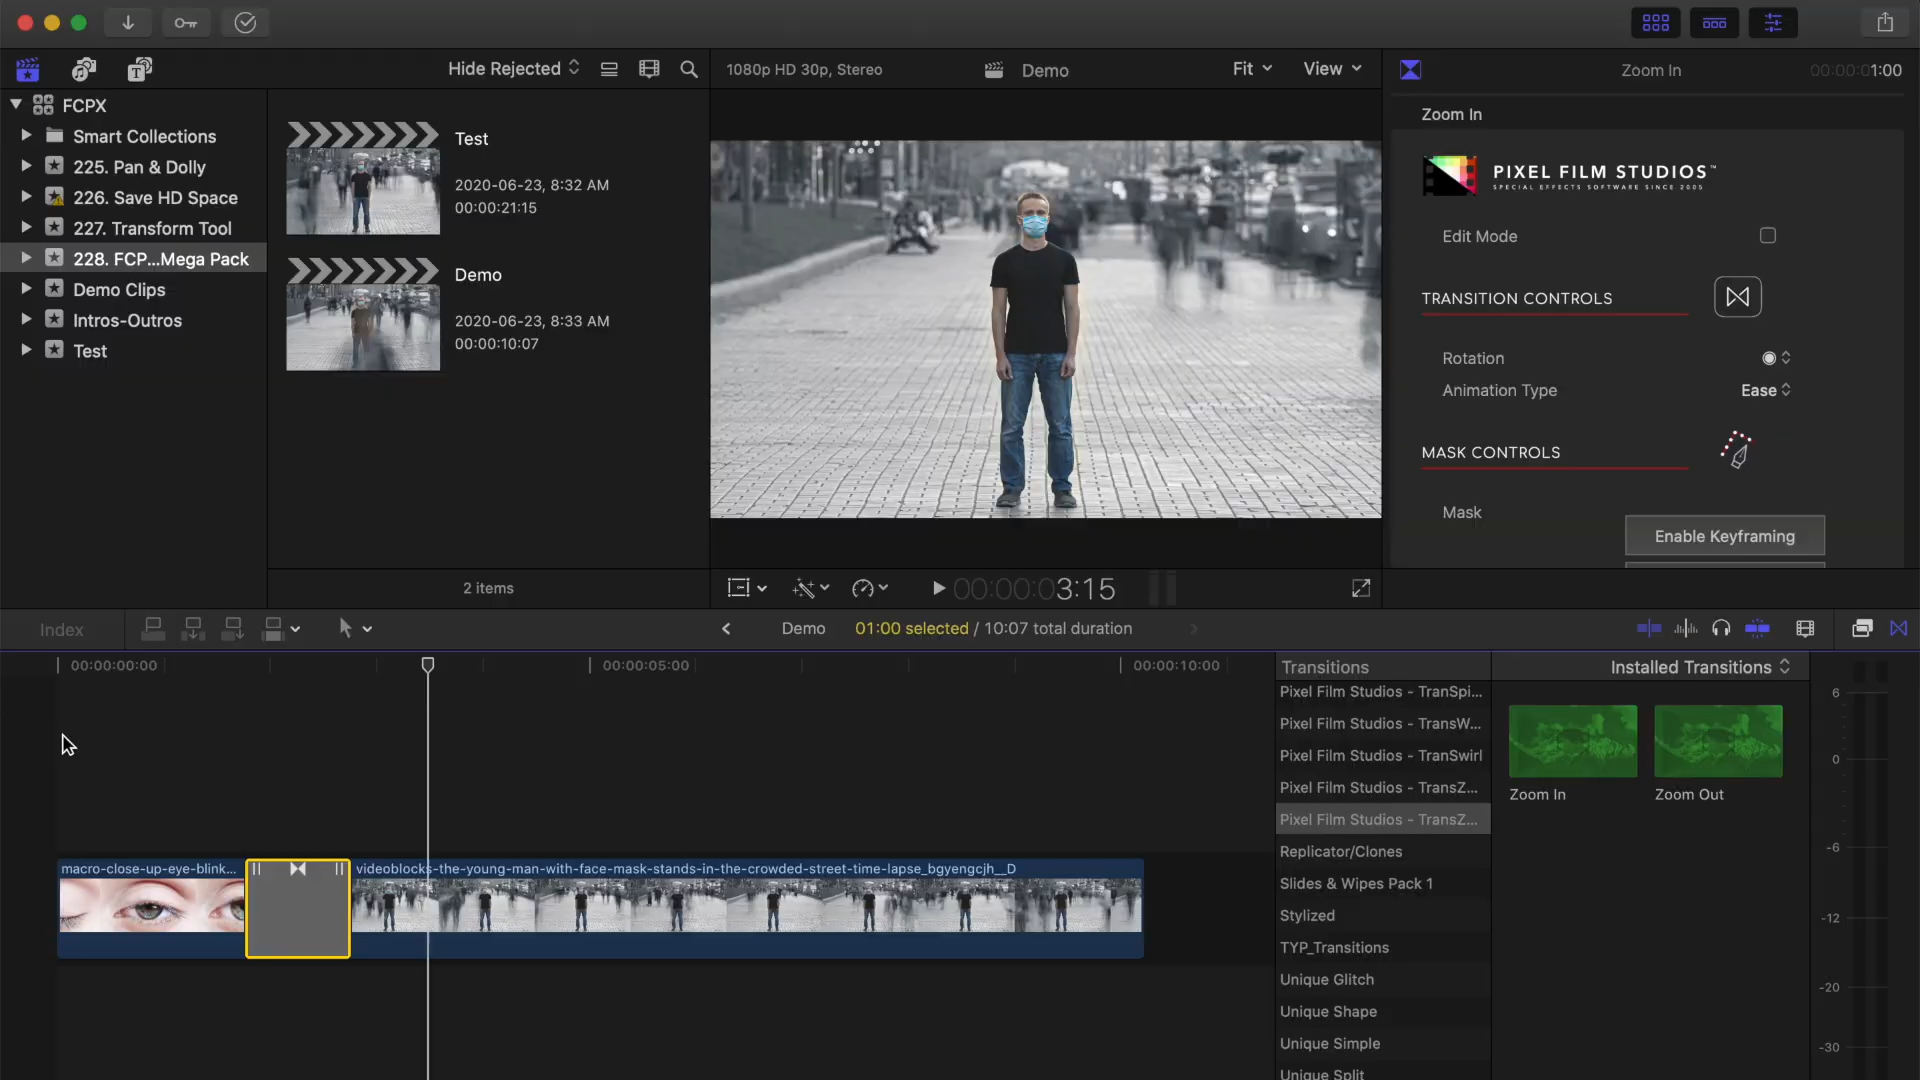 Hide Rejected
1080p HD 30p, Stereo
Demo
Fit
View
Zoom In
00:00:01:00
FCPX
Smart Collections
225. Pan & Dolly
226. Save HD Space
227. Transform Tool
228. FCP...Mega Pack
Demo Clips
Intros-Outros
Test
Test
2020-06-23, 8:32 AM
00:00:21:15
Demo
2020-06-23, 8:33 AM
00:00:10:07
2 items
00:00:03:15
Zoom In
PIXEL FILM STUDIOS™
SPECIAL EFFECTS SOFTWARE SINCE 2005
Edit Mode
TRANSITION CONTROLS
Rotation
Animation Type
Ease
MASK CONTROLS
Mask
Enable Keyframing
Index
Demo
01:00 selected / 10:07 total duration
00:00:00:00
00:00:05:00
00:00:10:00
macro-close-up-eye-blink...
videoblocks-the-young-man-with-face-mask-stands-in-the-crowded-street-time-lapse_bgyengcjh__D
Transitions
Pixel Film Studios - TranSpi...
Pixel Film Studios - TransW...
Pixel Film Studios - TranSwirl
Pixel Film Studios - TransZ...
Pixel Film Studios - TransZ...
Replicator/Clones
Slides & Wipes Pack 1
Stylized
TYP_Transitions
Unique Glitch
Unique Shape
Unique Simple
Unique Split
Installed Transitions
Zoom In
Zoom Out
6
0
-6
-12
-20
-30